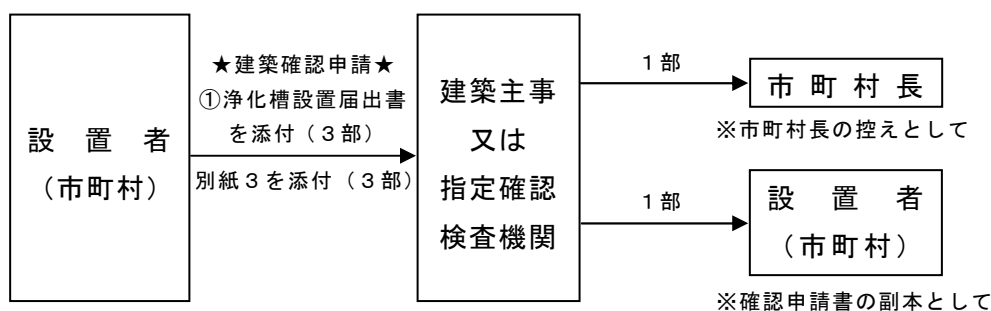 設置者
（市町村）
★建築確認申請★
①浄化槽設置届出書
を添付（３部）
別紙３を添付（３部）
建築主事
又は
指定確認
検査機関
１部
市町村長
※市町村長の控えとして
１部
設置者
（市町村）
※確認申請書の副本として